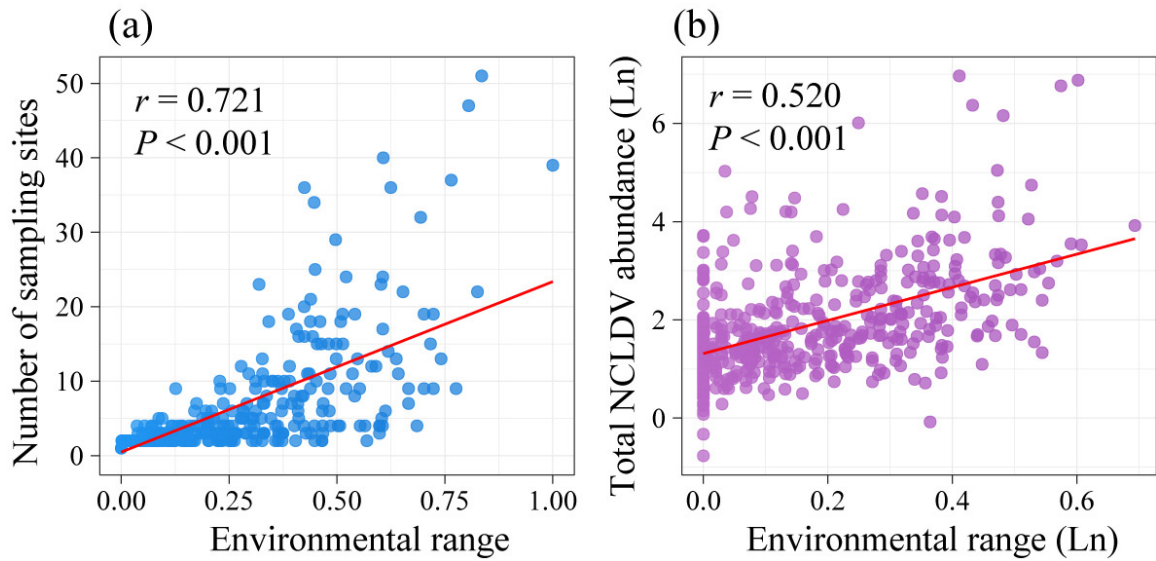 (a)
r = 0.721
P < 0.001
50
40
30
20
10
0
Number of sampling sites
0.00 0.25 0.50 0.75 1.00
Environmental range
(b)
r = 0.520
P < 0.001
6
4
2
0
Total NCLDV abundance (Ln)
0.0 0.2 0.4 0.6
Environmental range (Ln)